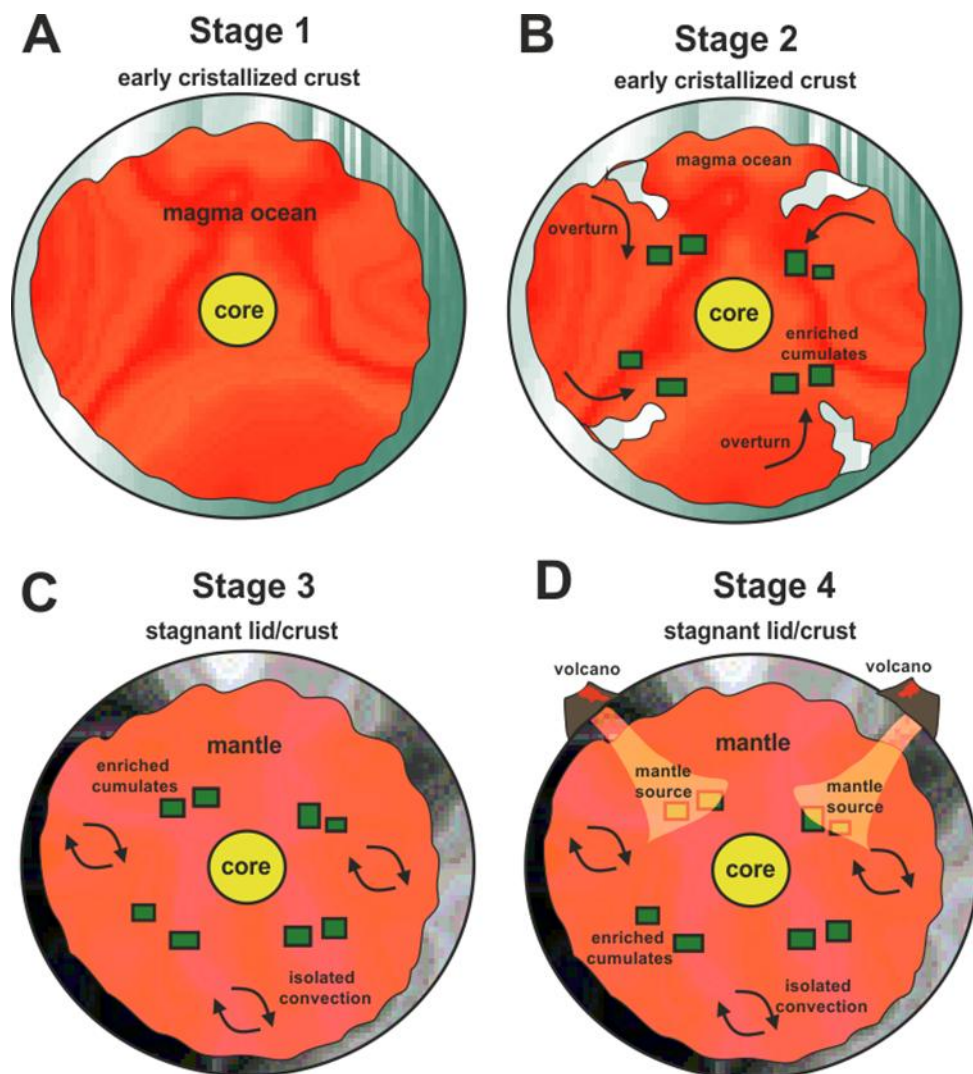 A
Stage 1
early cristallized crust
magma ocean
core
B
Stage 2
early cristallized crust
magma ocean
overturn
core
enriched
cumulates
overturn
C
Stage 3
stagnant lid/crust
mantle
enriched
cumulates
core
isolated
convection
D
Stage 4
stagnant lid/crust
volcano
volcano
mantle
mantle
source
mantle
source
core
enriched
cumulates
isolated
convection